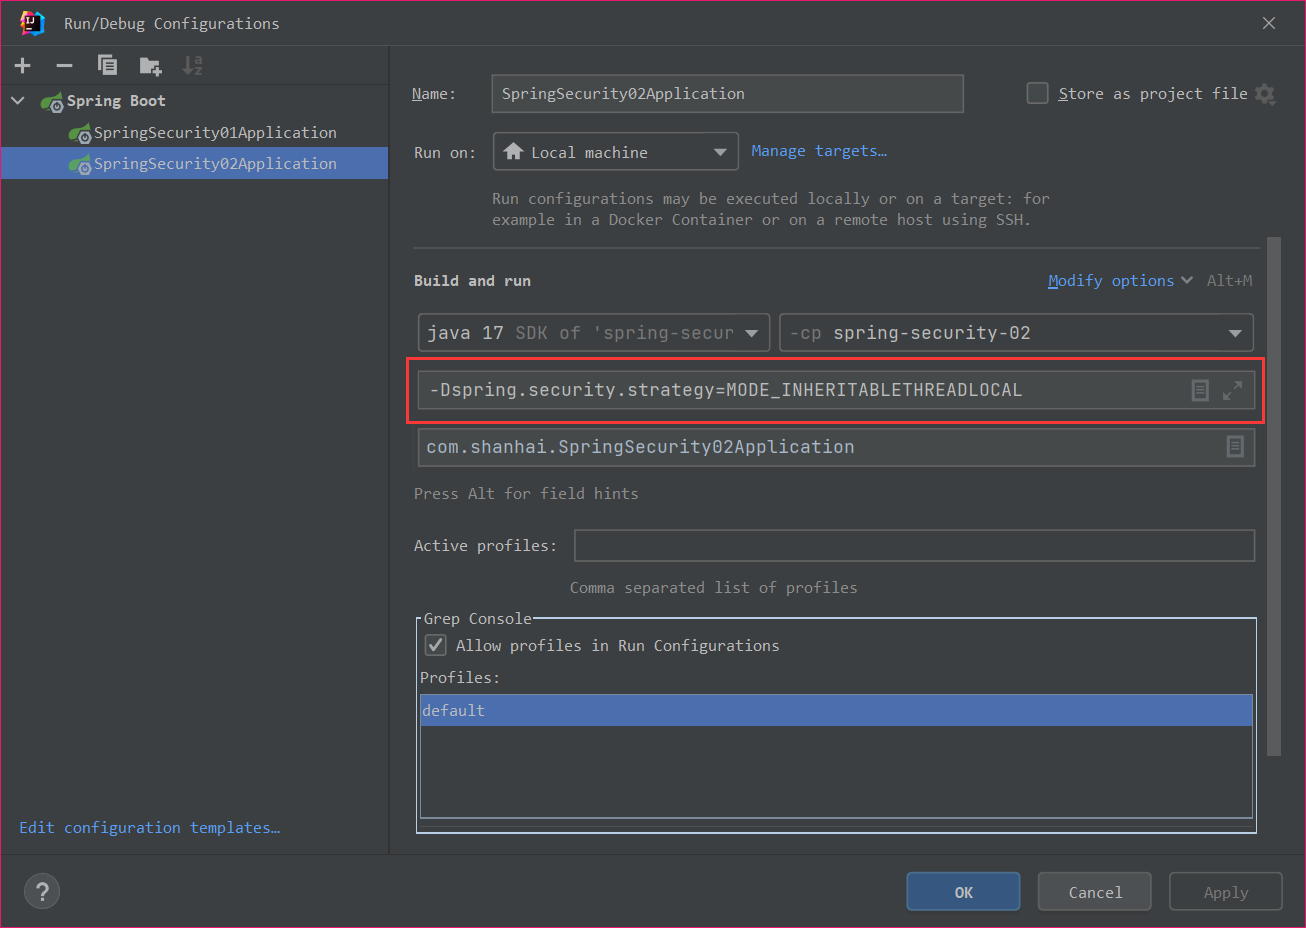 Run/Debug Configurations
Spring Boot
SpringSecurity01Application
SpringSecurity02Application
Edit configuration templates…
Name: SpringSecurity02Application Store as project file
Run on: Local machine Manage targets…
Run configurations may be executed locally or on a target: for
example in a Docker Container or on a remote host using SSH.
Build and run Modify options Alt+M
java 17 SDK of 'spring-secur -cp spring-security-02
-Dspring.security.strategy=MODE_INHERITABLETHREADLOCAL
com.shanhai.SpringSecurity02Application
Press Alt for field hints
Active profiles:
Comma separated list of profiles
Grep Console
Allow profiles in Run Configurations
Profiles:
default
? OK Cancel Apply